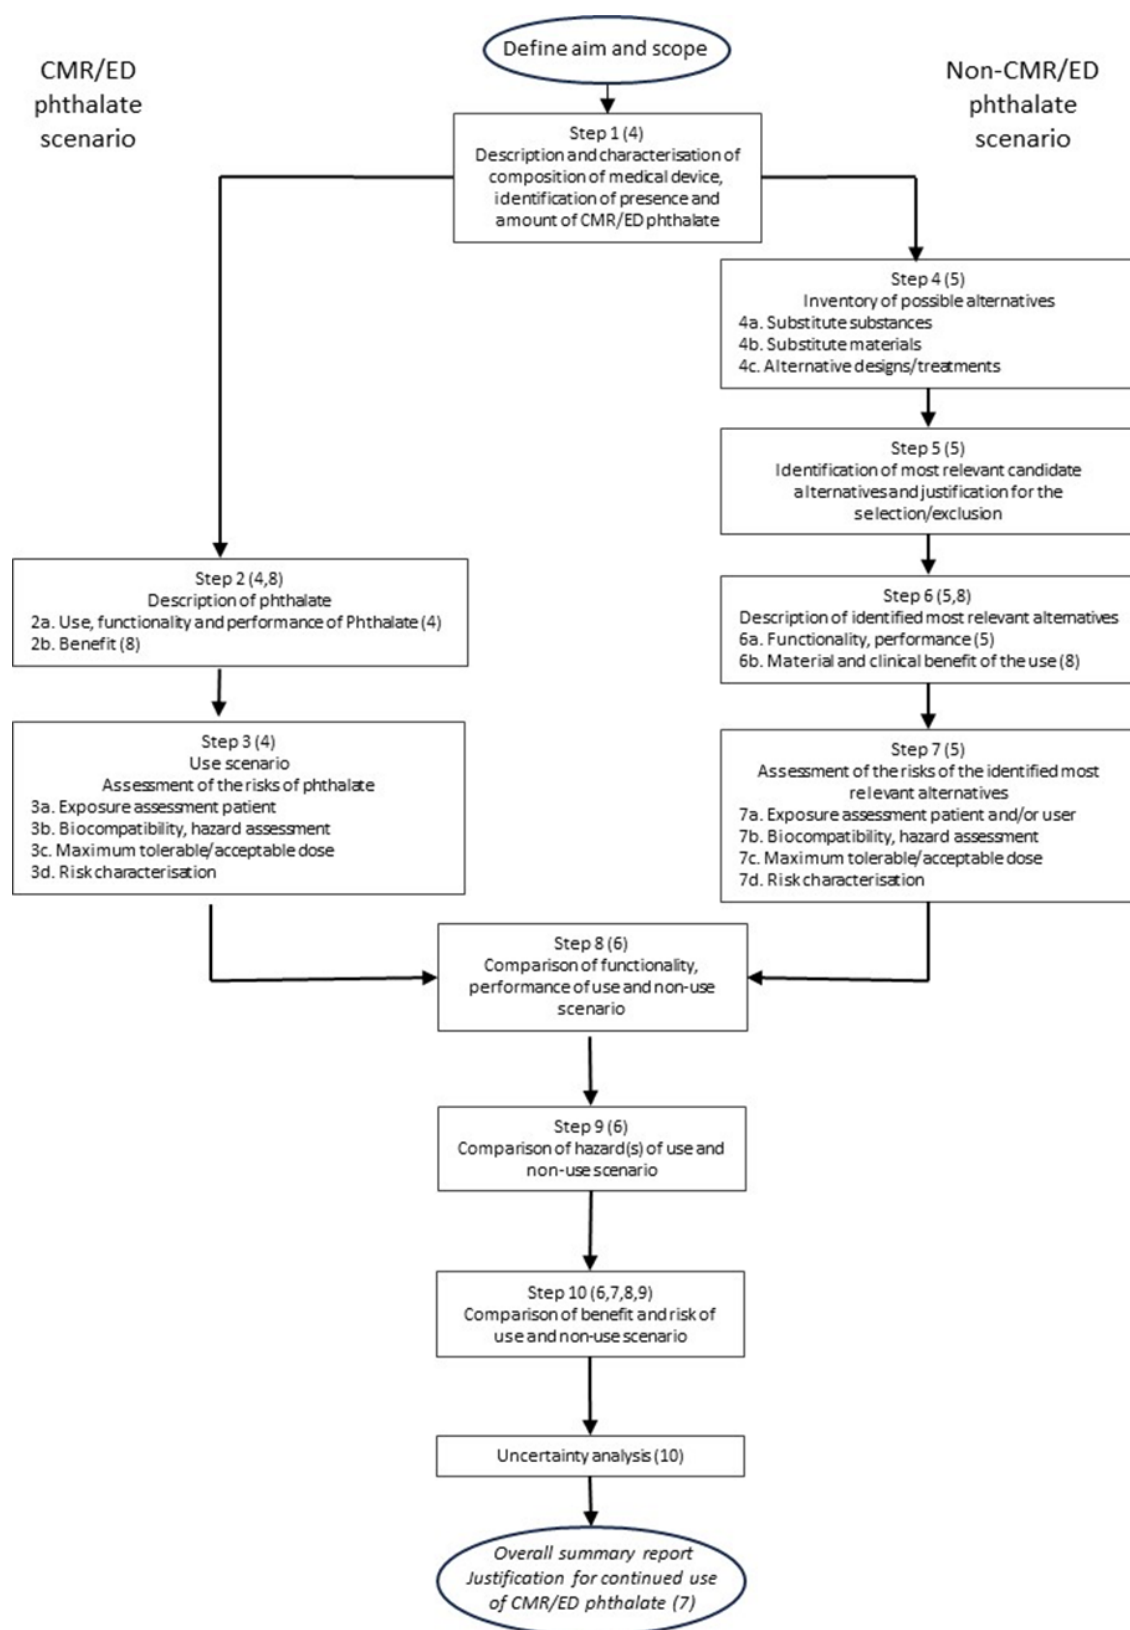 Define aim and scope
CMR/ED
phthalate
scenario
Non-CMR/ED
phthalate
scenario
Step 1 (4)
Description and characterisation of
composition of medical device,
identification of presence and
amount of CMR/ED phthalate
Step 4 (5)
Inventory of possible alternatives
4a. Substitute substances
4b. Substitute materials
4c. Alternative designs/treatments
Step 5 (5)
Identification of most relevant candidate
alternatives and justification for the
selection/exclusion
Step 2 (4,8)
Description of phthalate
2a. Use, functionality and performance of Phthalate (4)
2b. Benefit (8)
Step 6 (5,8)
Description of identified most relevant alternatives
6a. Functionality, performance (5)
6b. Material and clinical benefit of the use (8)
Step 3 (4)
Use scenario
Assessment of the risks of phthalate
3a. Exposure assessment patient
3b. Biocompatibility, hazard assessment
3c. Maximum tolerable/acceptable dose
3d. Risk characterisation
Step 7 (5)
Assessment of the risks of the identified most
relevant alternatives
7a. Exposure assessment patient and/or user
7b. Biocompatibility, hazard assessment
7c. Maximum tolerable/acceptable dose
7d. Risk characterisation
Step 8 (6)
Comparison of functionality,
performance of use and non-use
scenario
Step 9 (6)
Comparison of hazard(s) of use and
non-use scenario
Step 10 (6,7,8,9)
Comparison of benefit and risk of
use and non-use scenario
Uncertainty analysis (10)
Overall summary report
Justification for continued use
of CMR/ED phthalate (7)